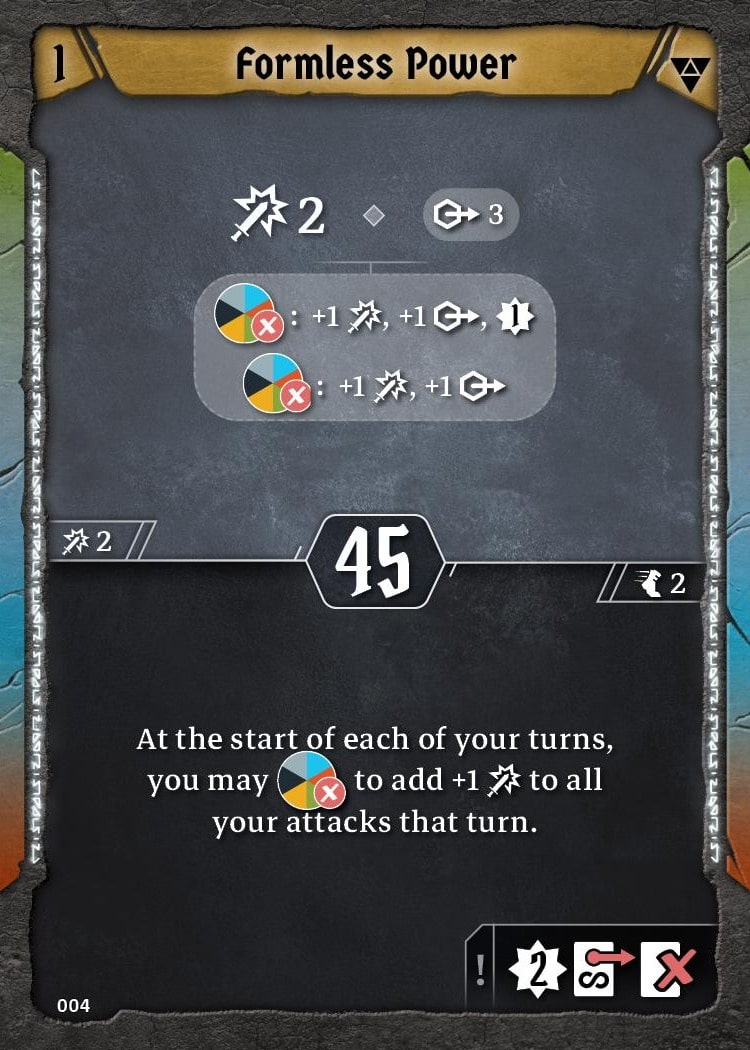 1 Formless Power
2 3
: +1 , +1 , 1
: +1 , +1
2
45
2
At the start of each of your turns,
you may to add +1 to all
your attacks that turn.
! 2
004